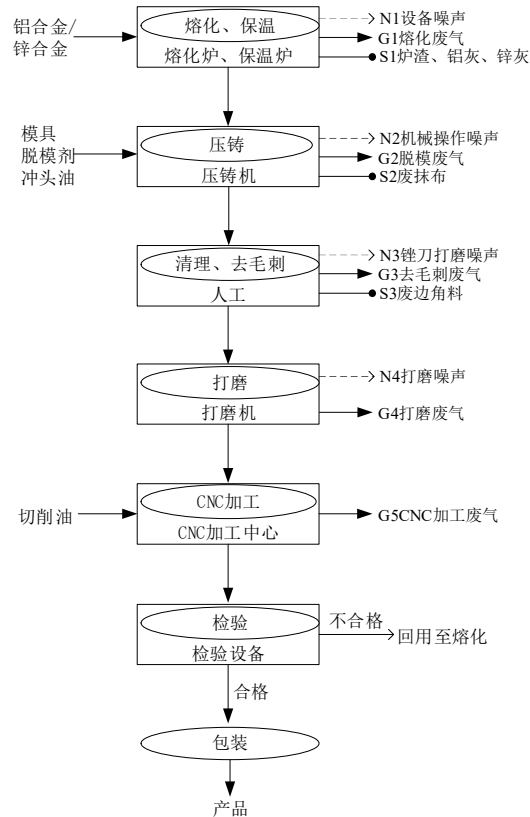 铝合金/
锌合金
熔化、保温
熔化炉、保温炉
N1设备噪声
G1熔化废气
S1炉渣、铝灰、锌灰
模具
脱模剂
冲头油
压铸
压铸机
N2机械操作噪声
G2脱模废气
S2废抹布
清理、去毛刺
人工
N3锉刀打磨噪声
G3去毛刺废气
S3废边角料
打磨
打磨机
N4打磨噪声
G4打磨废气
切削油
CNC加工
CNC加工中心
G5CNC加工废气
检验
检验设备
不合格
回用至熔化
合格
包装
产品